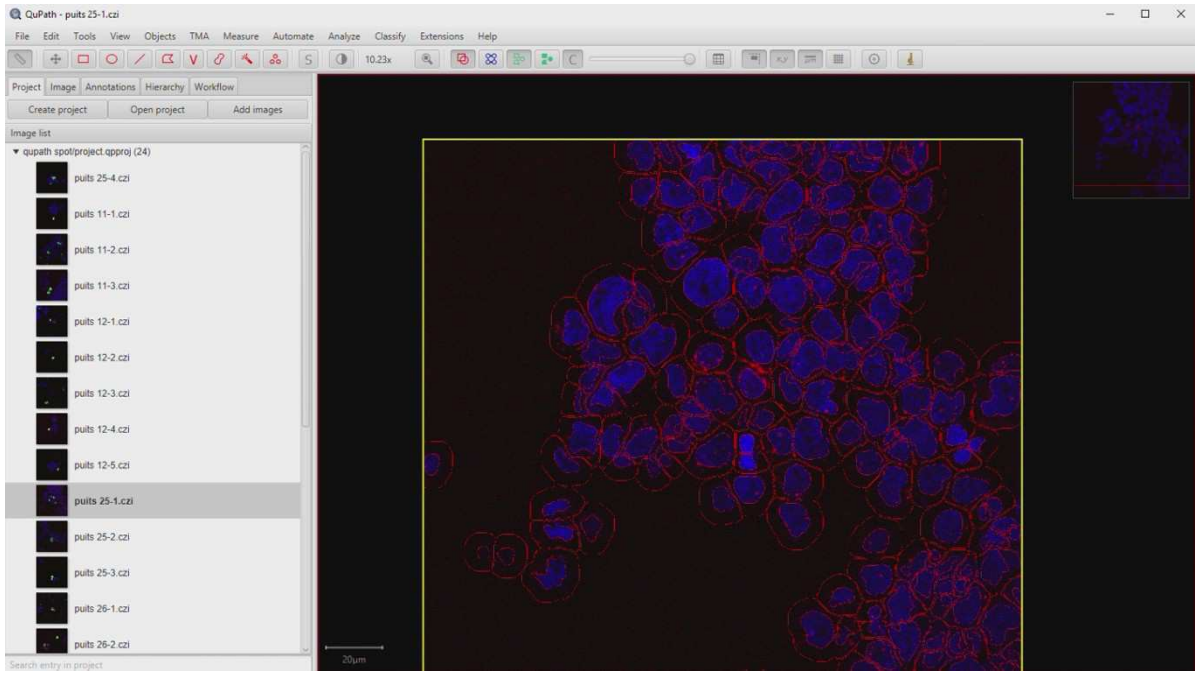 QuPath - puits 25-1.czi
File Edit Tools View Objects TMA Measure Automate Analyze Classify Extensions Help
S 10.23x C x,y
Project Image Annotations Hierarchy Workflow
Create project Open project Add images
Image list
qupath spot/project.qpproj (24)
puits 25-4.czi
puits 11-1.czi
puits 11-2.czi
puits 11-3.czi
puits 12-1.czi
puits 12-2.czi
puits 12-3.czi
puits 12-4.czi
puits 12-5.czi
puits 25-1.czi
puits 25-2.czi
puits 25-3.czi
puits 26-1.czi
puits 26-2.czi
Search entry in project
20µm